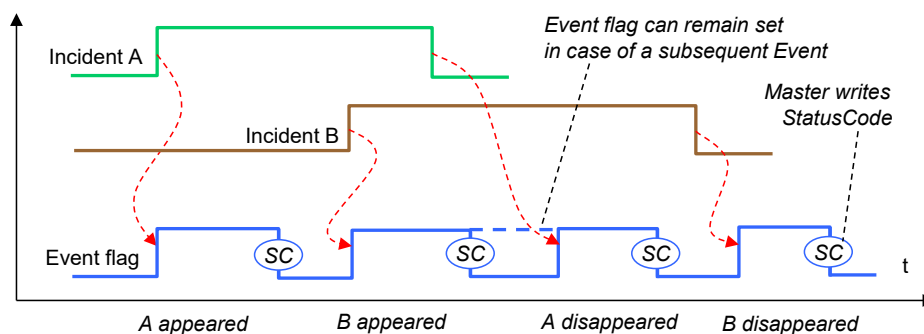 Event flag can remain set
in case of a subsequent Event
Incident A
Master writes
StatusCode
Incident B
Event flag
SC
SC
SC
SC
t
A appeared
B appeared
A disappeared
B disappeared